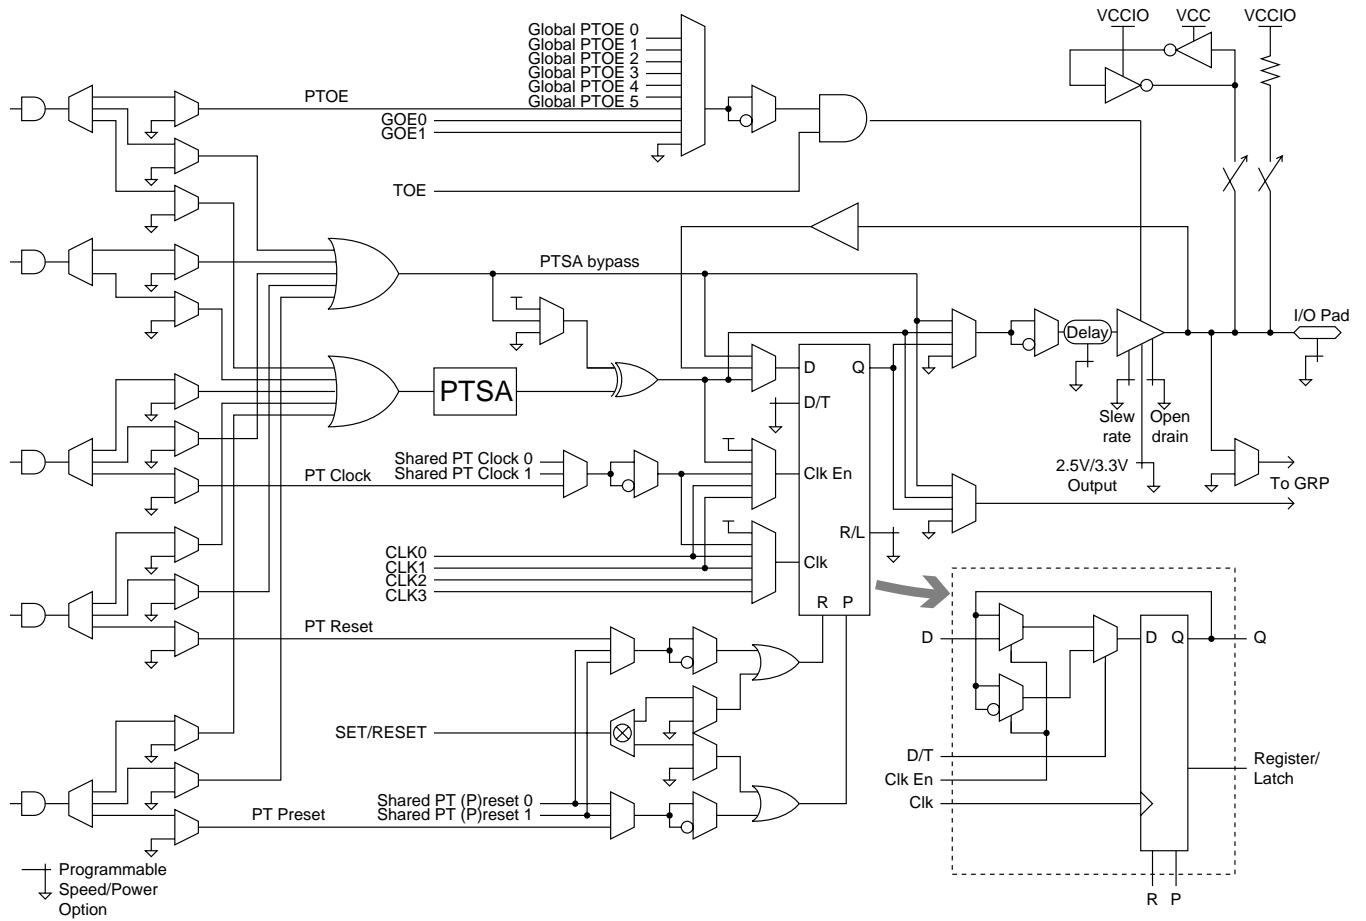 VCCIO
VCC
VCCIO
Global PTOE 0
Global PTOE 1
Global PTOE 2
Global PTOE 3
Global PTOE 4
Global PTOE 5
PTOE
GOE0
GOE1
TOE
PTSA bypass
I/O Pad
Delay
D
Q
PTSA
D/T
Slew
rate
Open
drain
Shared PT Clock 0
Shared PT Clock 1
PT Clock
Clk En
2.5V/3.3V
Output
To GRP
R/L
CLK0
CLK1
CLK2
CLK3
Clk
R
P
PT Reset
D
D
Q
Q
SET/RESET
D/T
Clk En
Clk
Register/
Latch
Shared PT (P)reset 0
Shared PT (P)reset 1
PT Preset
Programmable
Speed/Power
Option
R
P